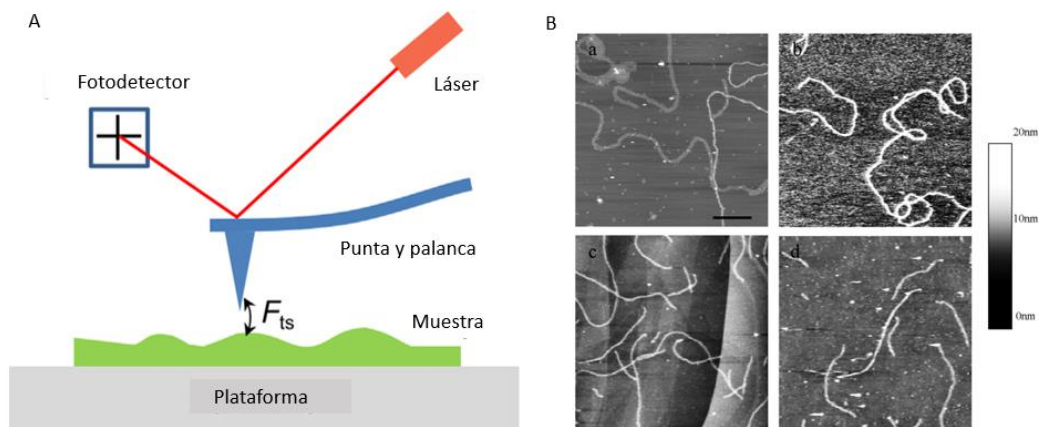 A
Fotodetector
Láser
Punta y palanca
Fts
Muestra
Plataforma
B
a
b
c
d
20nm
10nm
0nm